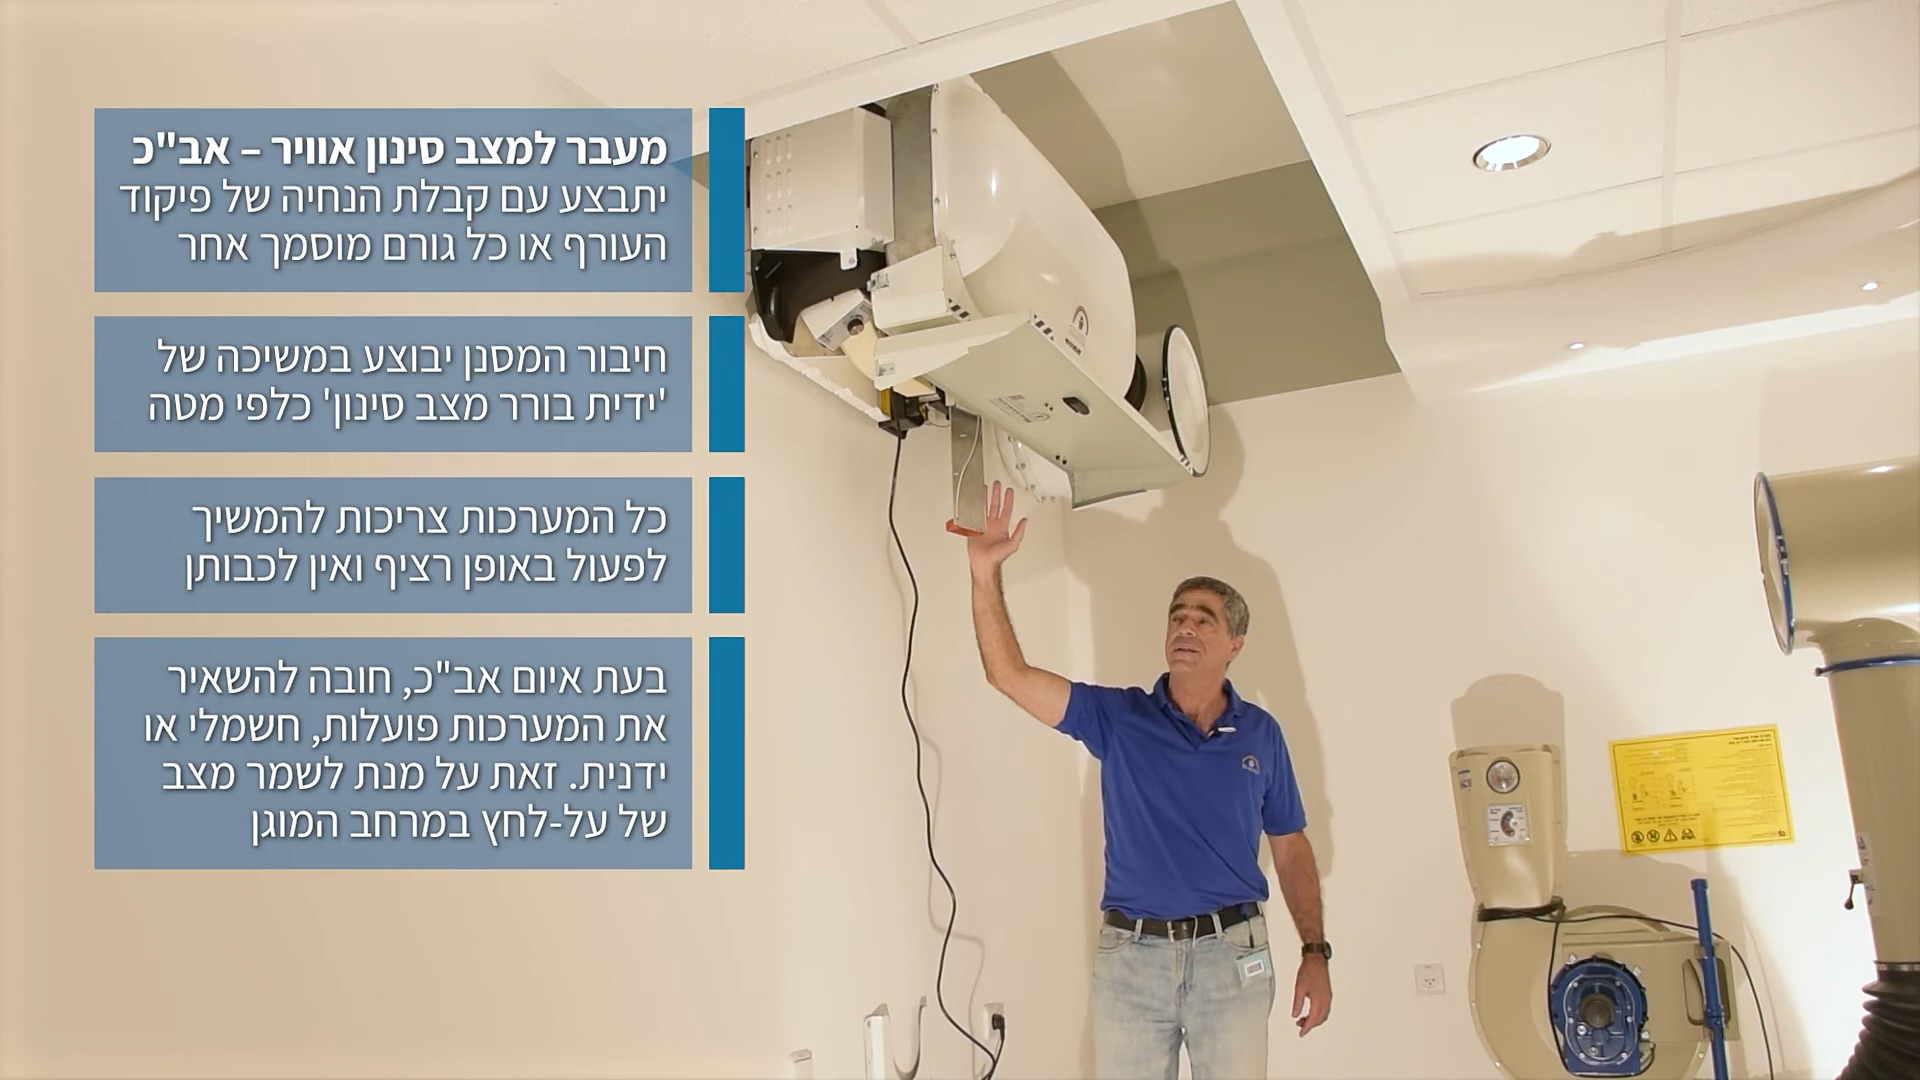 מעבר למצב סינון אוויר – אב"כ
יתבצע עם קבלת הנחיה של פיקוד
העורף או כל גורם מוסמך אחר
חיבור המסנן יבוצע במשיכה של
'ידית בורר מצב סינון' כלפי מטה
כל המערכות צריכות להמשיך
לפעול באופן רציף ואין לכבותן
בעת איום אב"כ, חובה להשאיר
את המערכות פועלות, חשמלי או
ידנית. זאת על מנת לשמר מצב
של על-לחץ במרחב המוגן